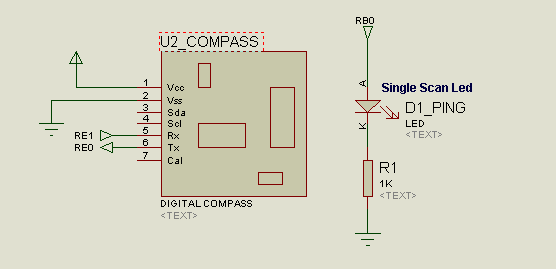 U2_COMPASS
1 Vcc
2 Vss
3 Sda
4 Scl
RE1 5 Rx
RE0 6 Tx
7 Cal
DIGITAL COMPASS
<TEXT>
RB0
A
Single Scan Led
D1_PING
K
LED
<TEXT>
R1
1K
<TEXT>